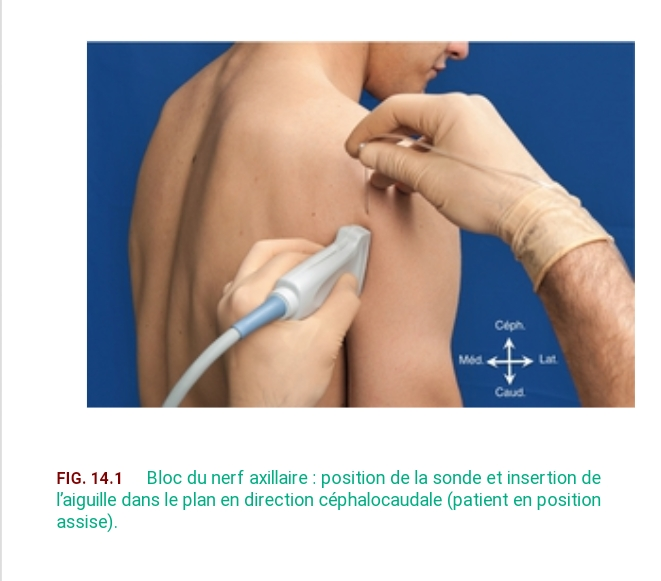 Céph.
Méd. Lat.
Caud.
FIG. 14.1 Bloc du nerf axillaire : position de la sonde et insertion de
l’aiguille dans le plan en direction céphalocaudale (patient en position
assise).